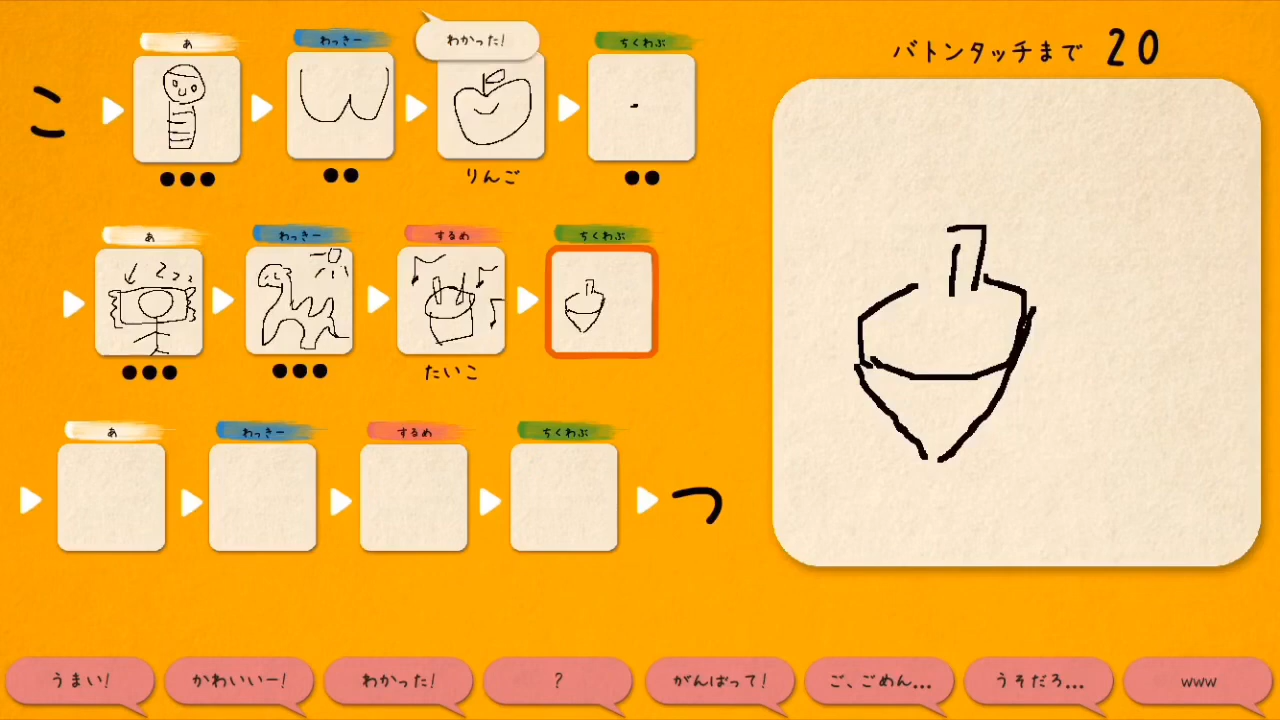 バトンタッチまで 20
こ
あ
わっきー
わかった!
ちくわぶ
りんご
あ
わっきー
するめ
ちくわぶ
たいこ
あ
わっきー
するめ
ちくわぶ
つ
うまい!
かわいいー!
わかった!
?
がんばって!
ご、ごめん...
うそだろ...
www